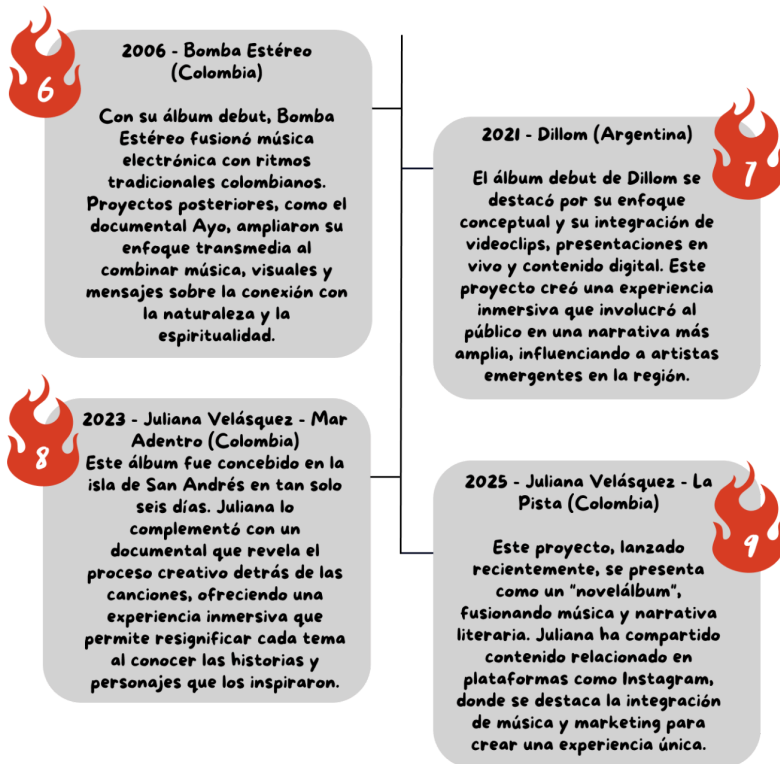 6
2006 - Bomba Estéreo
(Colombia)
Con su álbum debut, Bomba
Estéreo fusionó música
electrónica con ritmos
tradicionales colombianos.
Proyectos posteriores, como el
documental Ayo, ampliaron su
enfoque transmedia al
combinar música, visuales y
mensajes sobre la conexión con
la naturaleza y la
espiritualidad.
7
2021 - Dillom (Argentina)
El álbum debut de Dillom se
destacó por su enfoque
conceptual y su integración de
videoclips, presentaciones en
vivo y contenido digital. Este
proyecto creó una experiencia
inmersiva que involucró al
público en una narrativa más
amplia, influenciando a artistas
emergentes en la región.
8
2023 - Juliana Velásquez - Mar
Adentro (Colombia)
Este álbum fue concebido en la
isla de San Andrés en tan solo
seis días. Juliana lo
complementó con un
documental que revela el
proceso creativo detrás de las
canciones, ofreciendo una
experiencia inmersiva que
permite resignificar cada tema
al conocer las historias y
personajes que los inspiraron.
9
2025 - Juliana Velásquez - La
Pista (Colombia)
Este proyecto, lanzado
recientemente, se presenta
como un "novelálbum",
fusionando música y narrativa
literaria. Juliana ha compartido
contenido relacionado en
plataformas como Instagram,
donde se destaca la integración
de música y marketing para
crear una experiencia única.